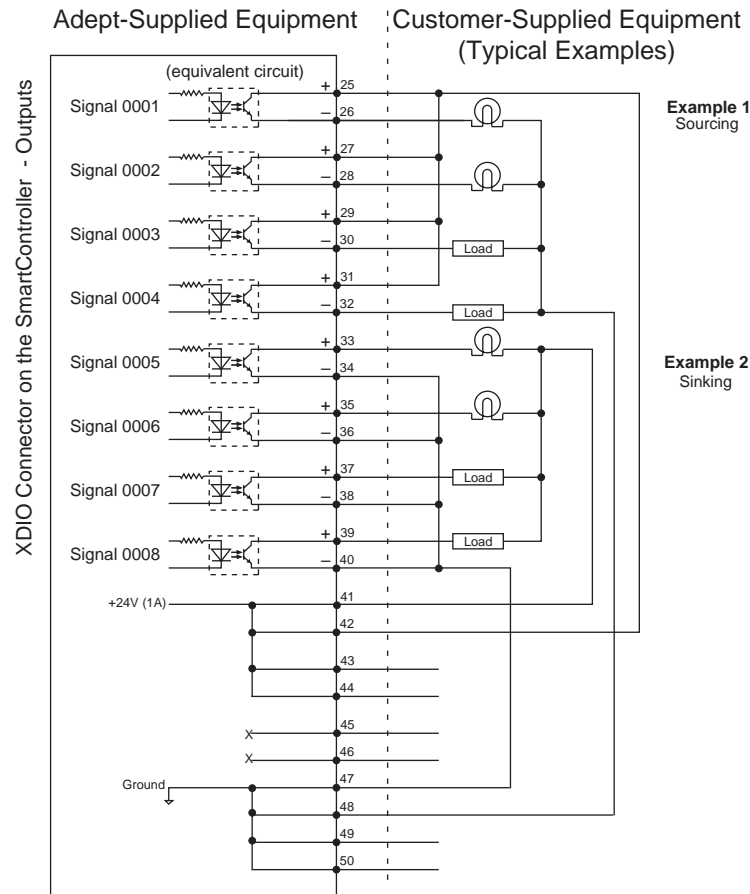 Adept-Supplied Equipment
Customer-Supplied Equipment
(Typical Examples)
XDIO Connector on the SmartController - Outputs
(equivalent circuit)
Signal 0001
+ 25
– 26
Example 1
Sourcing
Signal 0002
+ 27
– 28
Signal 0003
+ 29
– 30
Load
Signal 0004
+ 31
– 32
Load
Signal 0005
+ 33
– 34
Example 2
Sinking
Signal 0006
+ 35
– 36
Signal 0007
+ 37
– 38
Load
Signal 0008
+ 39
– 40
Load
+24V (1A)
41
42
43
44
X 45
X 46
Ground
47
48
49
50